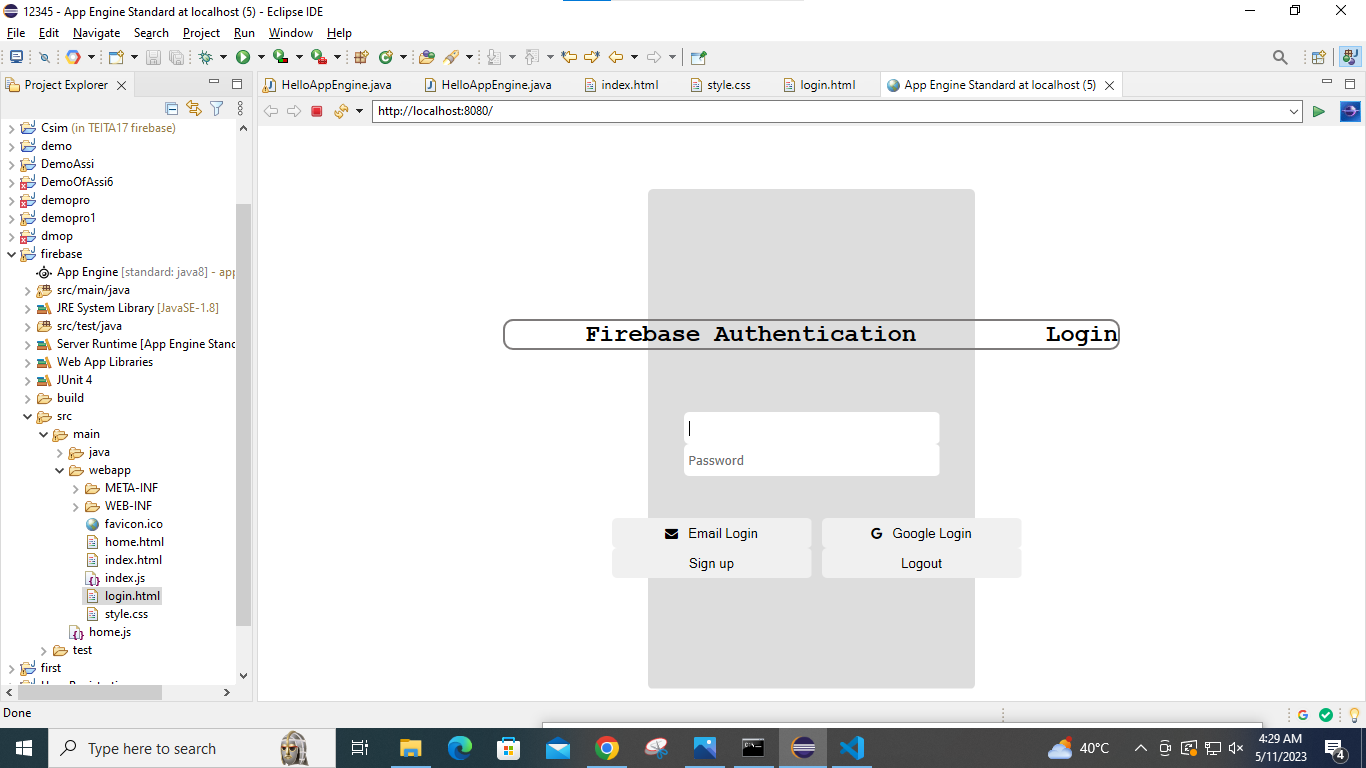 12345 - App Engine Standard at localhost (5) - Eclipse IDE
File Edit Navigate Search Project Run Window Help
Project Explorer
HelloAppEngine.java
HelloAppEngine.java
index.html
style.css
login.html
App Engine Standard at localhost (5)
http://localhost:8080/
Csim (in TEITA17 firebase)
demo
DemoAssi
DemoOfAssi6
demopro
demopro1
dmop
firebase
App Engine [standard: java8] - app
src/main/java
JRE System Library [JavaSE-1.8]
src/test/java
Server Runtime [App Engine Stanc
Web App Libraries
JUnit 4
build
src
main
java
webapp
META-INF
WEB-INF
favicon.ico
home.html
index.html
index.js
login.html
style.css
home.js
test
first
Firebase Authentication Login
Password
Email Login
Google Login
Sign up
Logout
Done
Type here to search
40°C
4:29 AM
5/11/2023
4